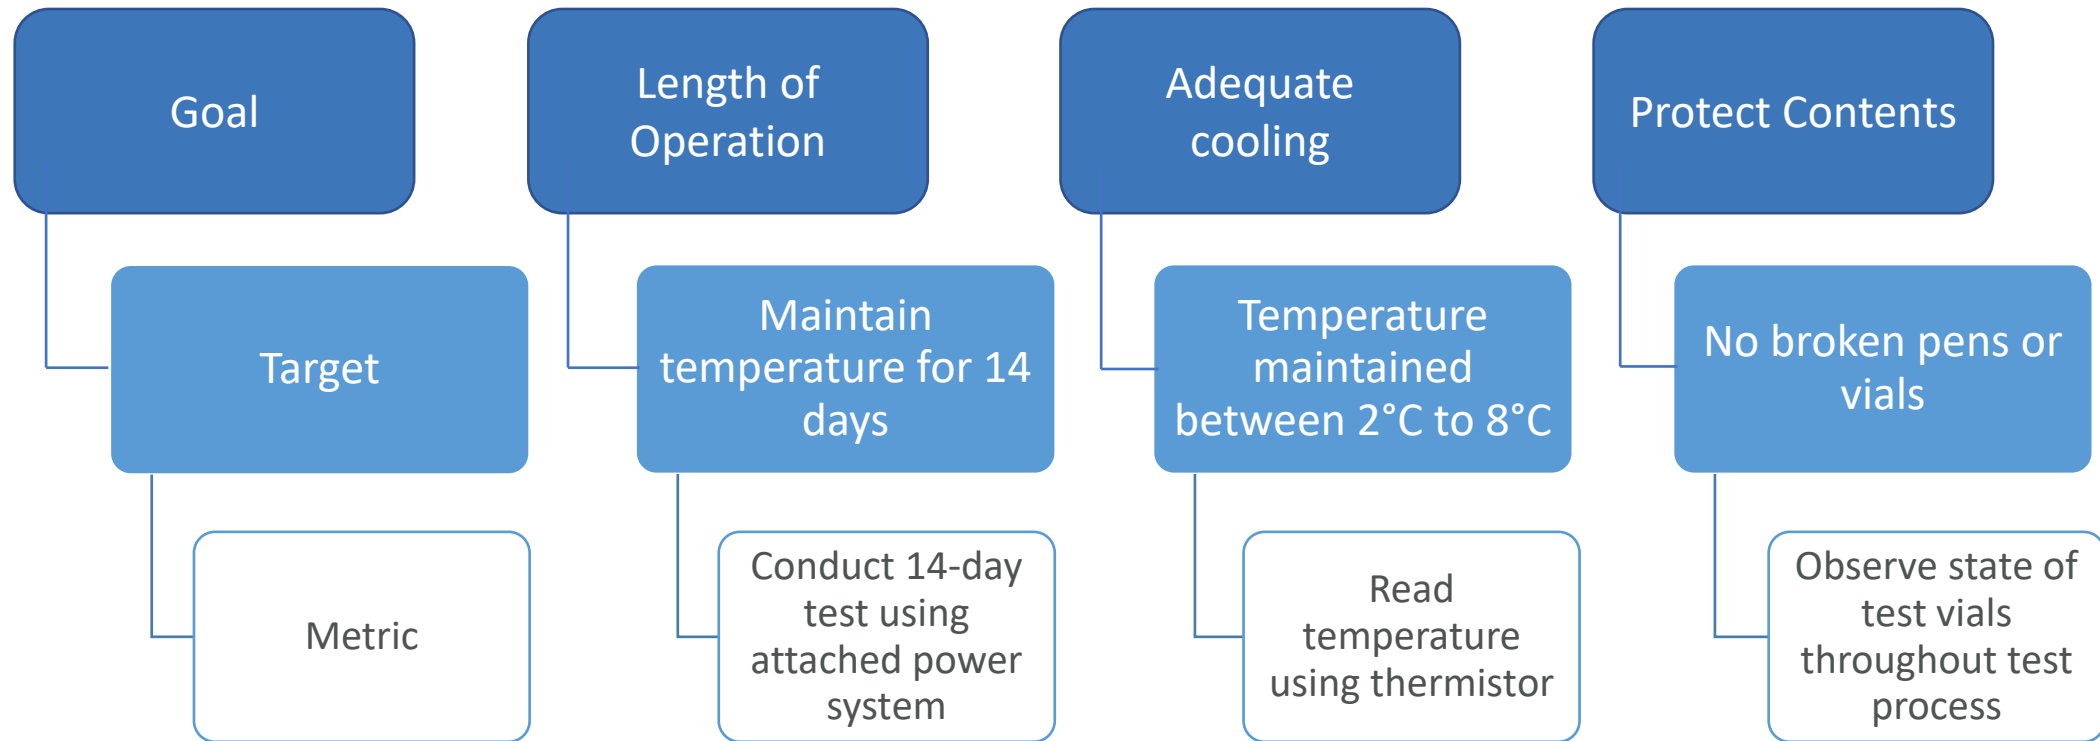 Goal
Target
Metric
Length of
Operation
Maintain
temperature for 14
days
Conduct 14-day
test using
attached power
system
Adequate
cooling
Temperature
maintained
between 2°C to 8°C
Read
temperature
using thermistor
Protect Contents
No broken pens or
vials
Observe state of
test vials
throughout test
process